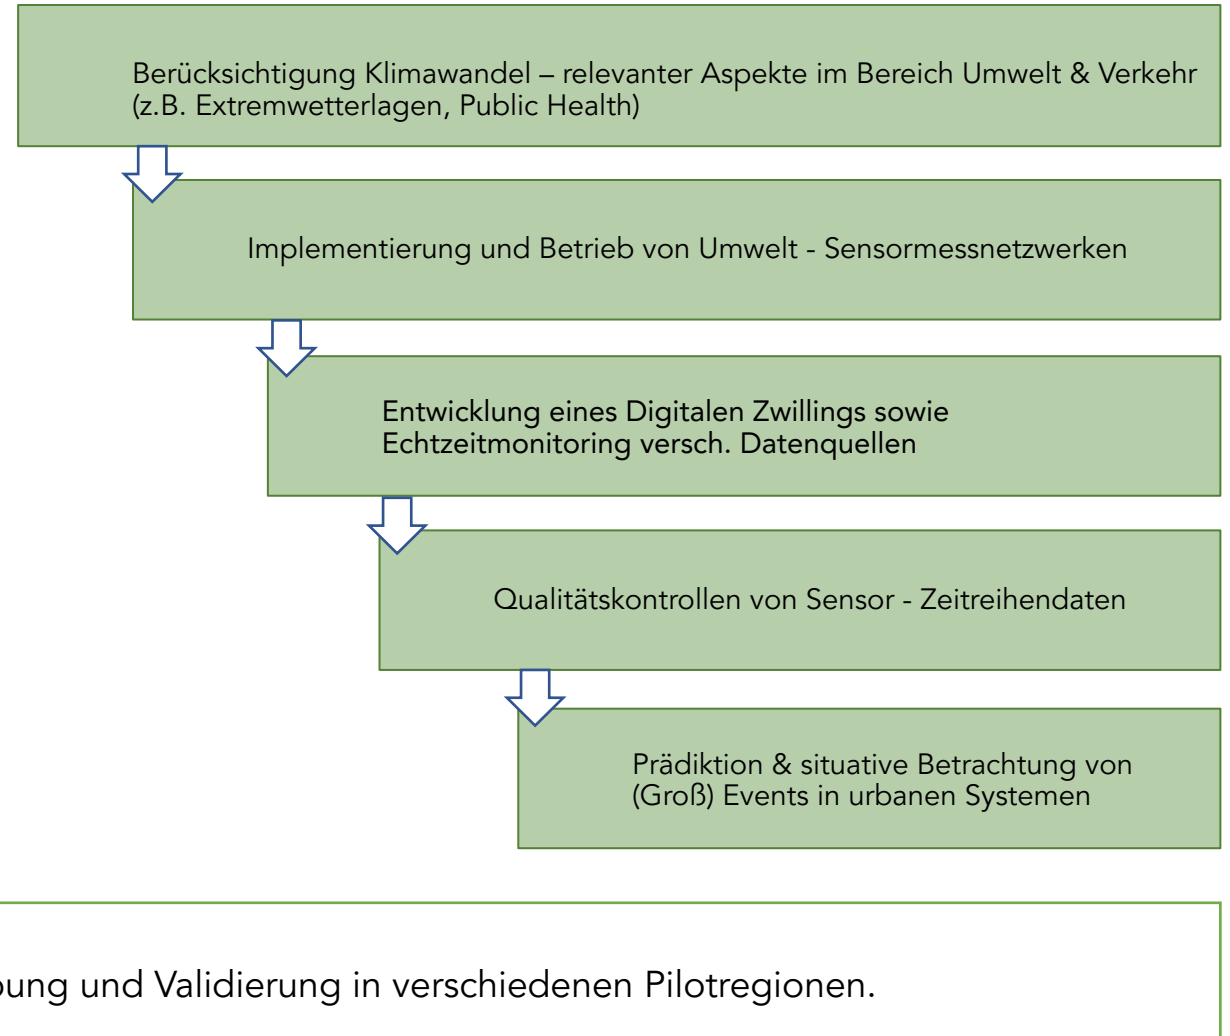 Berücksichtigung Klimawandel – relevanter Aspekte im Bereich Umwelt & Verkehr
(z.B. Extremwetterlagen, Public Health)
Implementierung und Betrieb von Umwelt - Sensormessnetzwerken
Entwicklung eines Digitalen Zwillings sowie
Echtzeitmonitoring versch. Datenquellen
Qualitätskontrollen von Sensor - Zeitreihendaten
Prädiktion & situative Betrachtung von
(Groß) Events in urbanen Systemen
und Validierung in verschiedenen Pilotregionen.